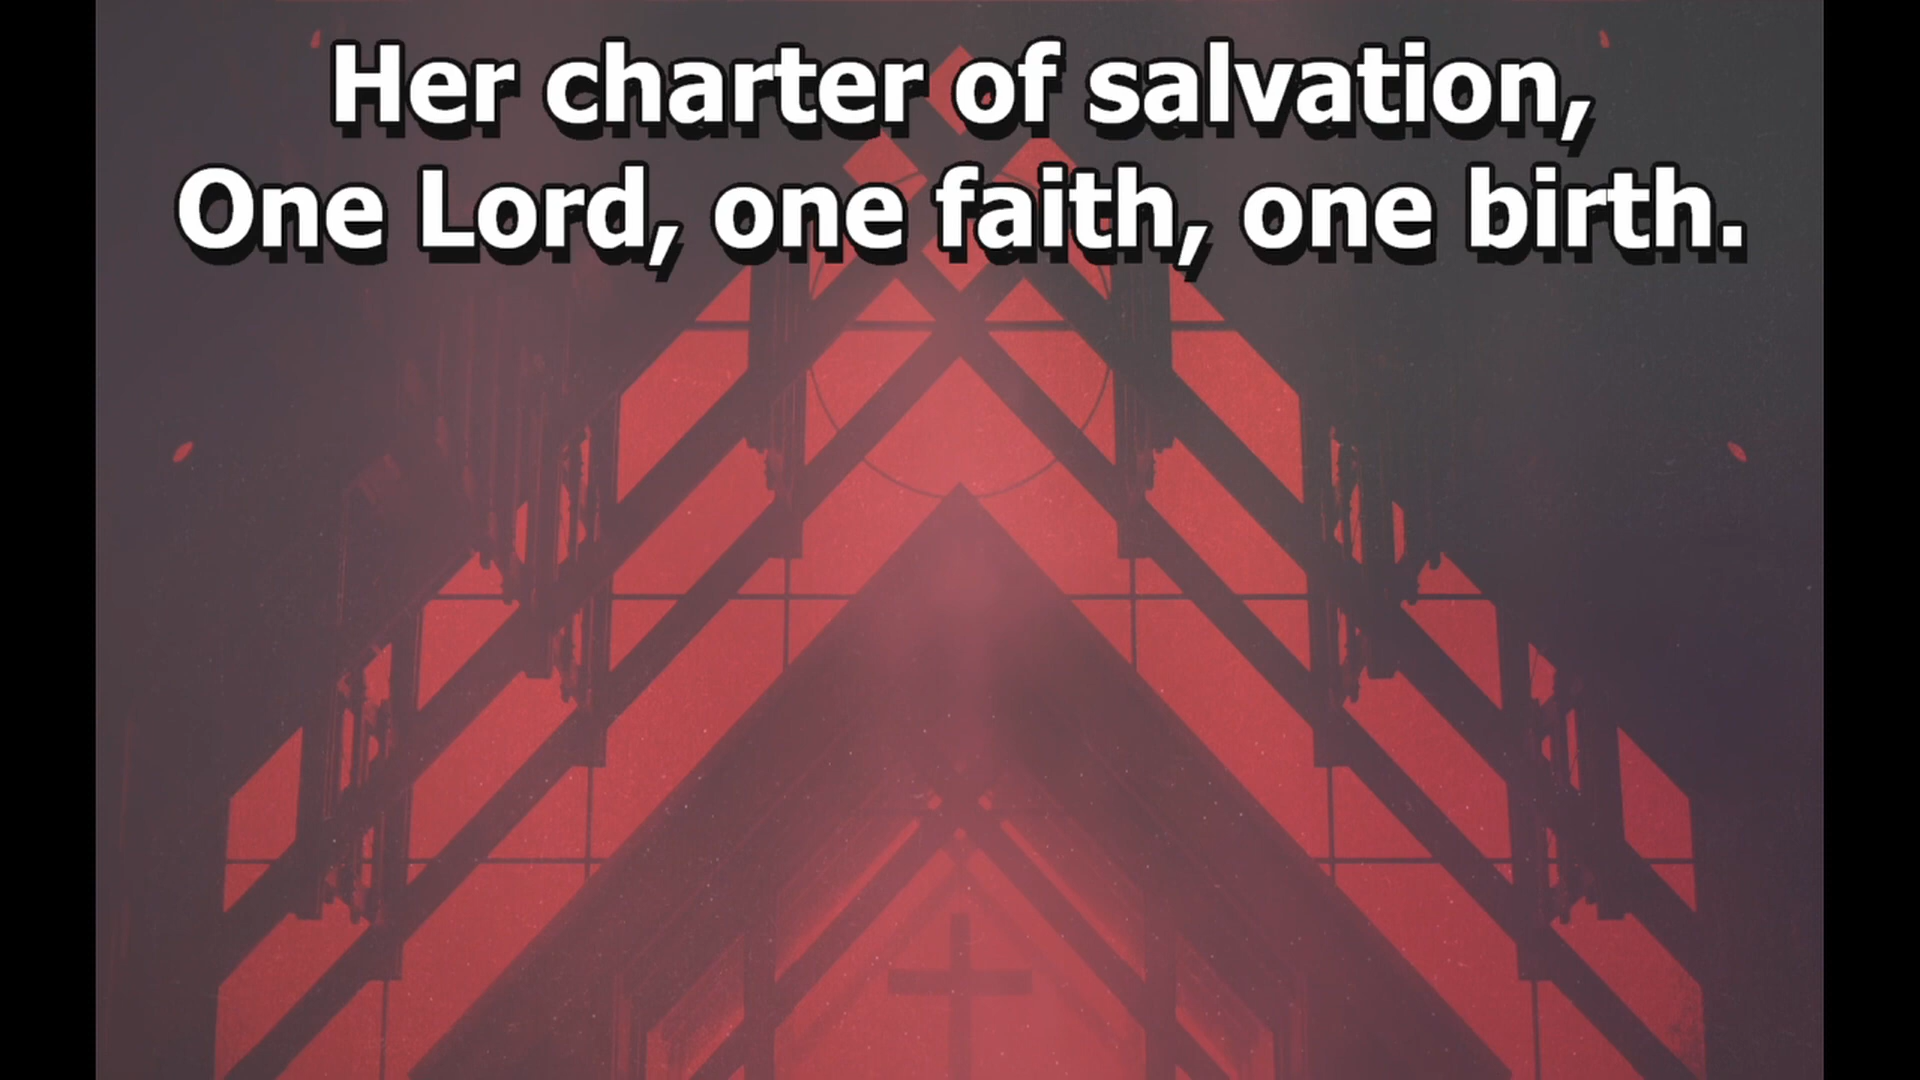 Her charter of salvation,
One Lord, one faith, one birth.